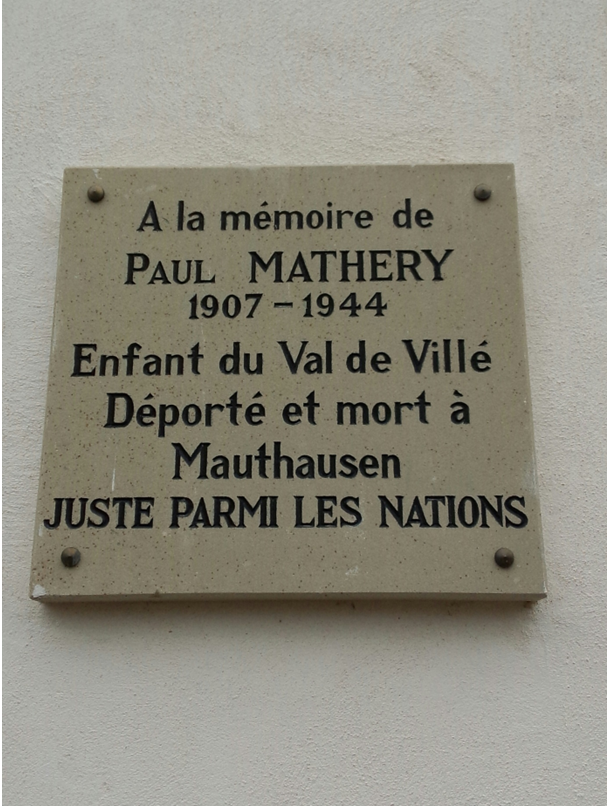 A la mémoire de
PAUL MATHERY
1907 - 1944
Enfant du Val de Villé
Déporté et mort à
Mauthausen
JUSTE PARMI LES NATIONS